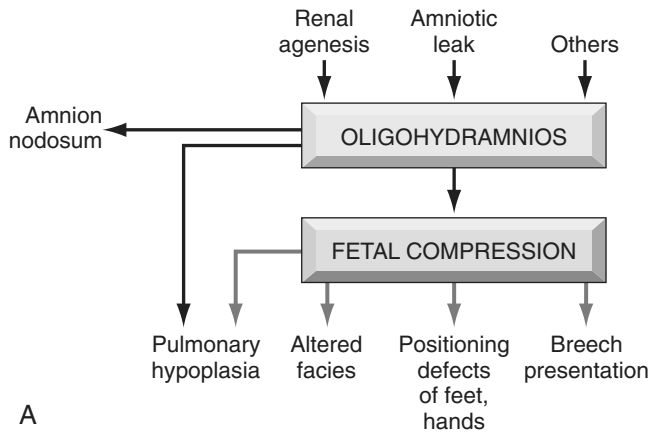 Renal
agenesis
Amniotic
leak
Others
Amnion
nodosum
OLIGOHYDRAMNIOS
FETAL COMPRESSION
Pulmonary
hypoplasia
Altered
facies
Positioning
defects
of feet,
hands
Breech
presentation
A